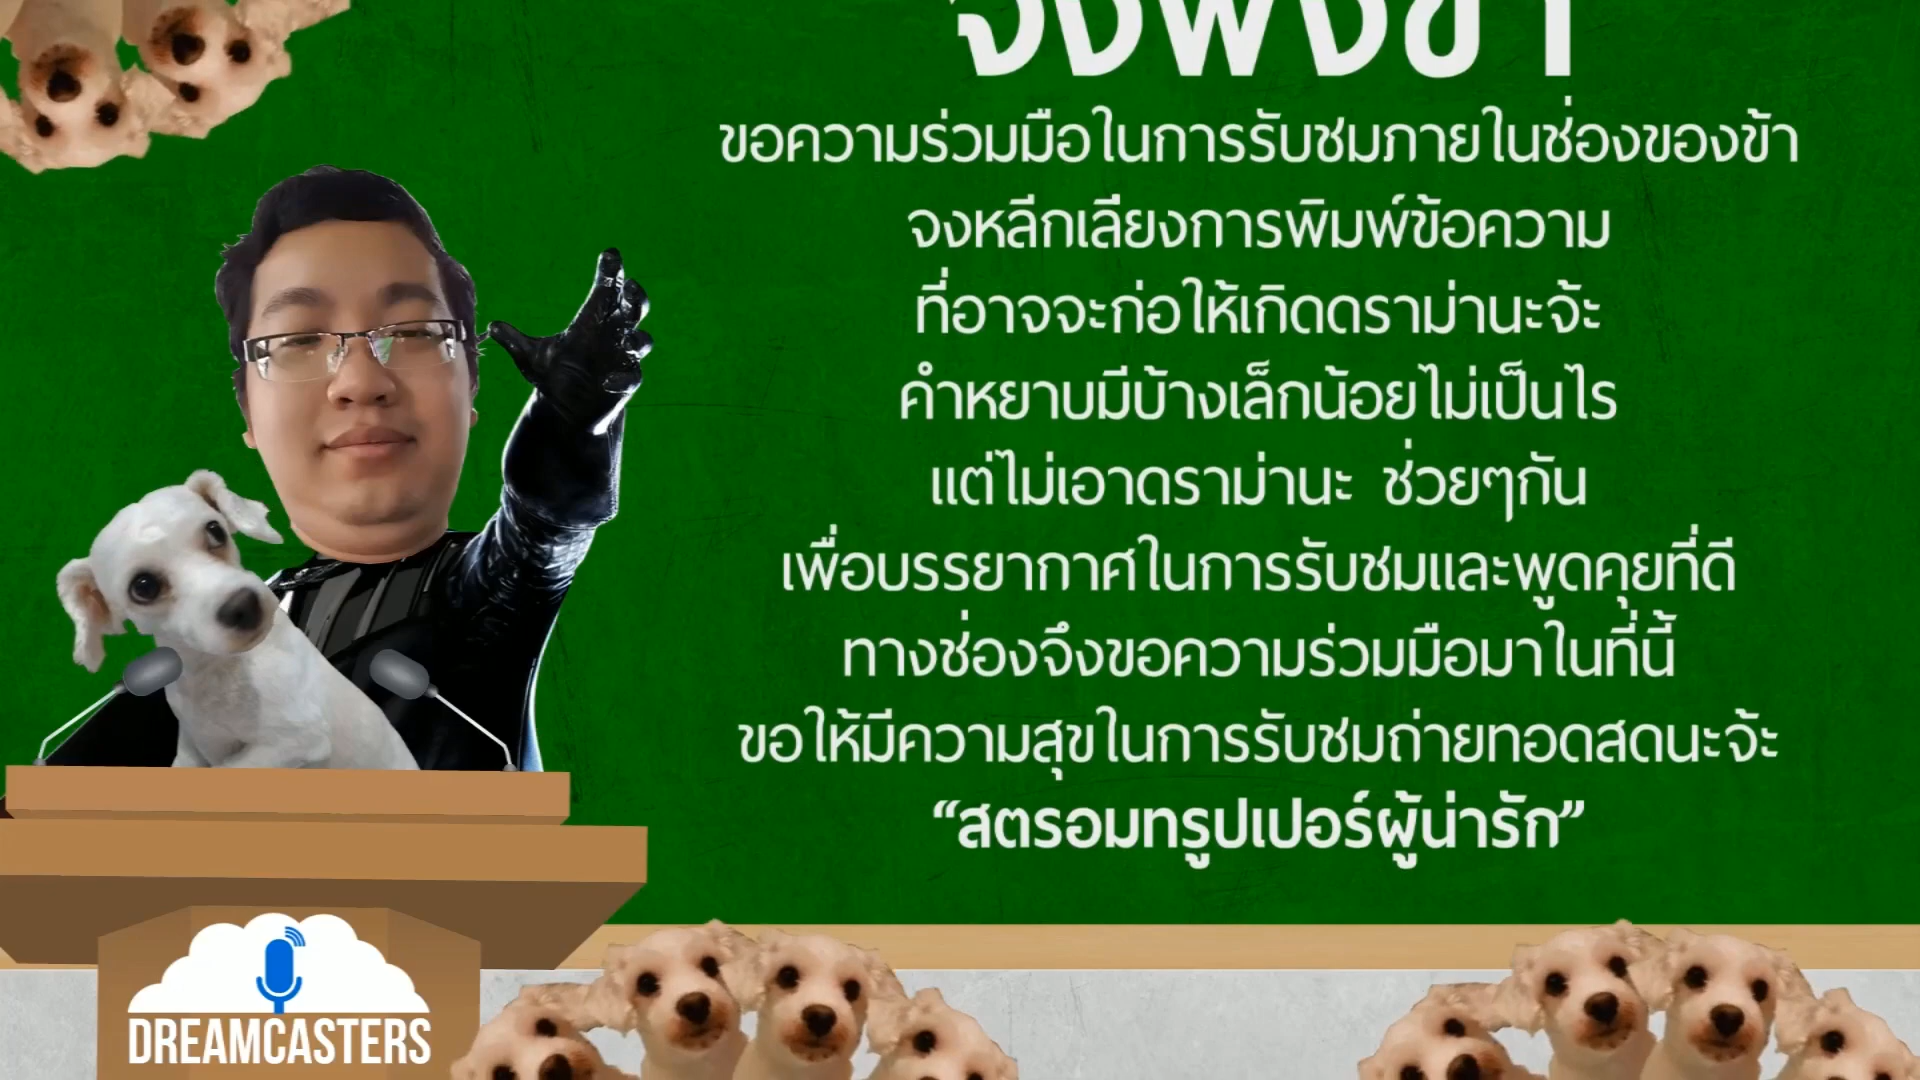 จงฟังข้า
ขอความร่วมมือในการรับชมภายในช่องของข้า
จงหลีกเลี่ยงการพิมพ์ข้อความ
ที่อาจจะก่อให้เกิดดราม่านะจ้ะ
คำหยาบมีบ้างเล็กน้อยไม่เป็นไร
แต่ไม่เอาดราม่านะ ช่วยๆกัน
เพื่อบรรยากาศในการรับชมและพูดคุยที่ดี
ทางช่องจึงขอความร่วมมือมาในที่นี้
ขอให้มีความสุขในการรับชมถ่ายทอดสดนะจ้ะ
“สตรอมทรูปเปอร์ผู้น่ารัก”
DREAMCASTERS